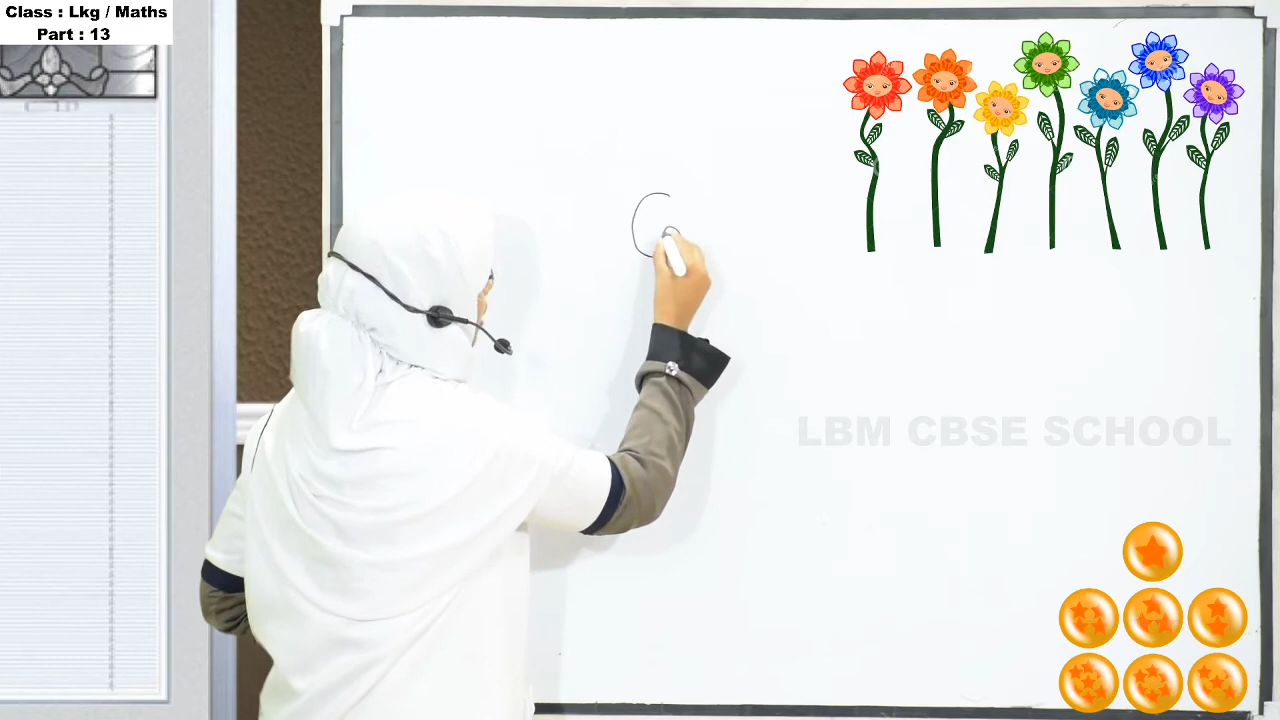 Class : Lkg / Maths
Part : 13
LBM CBSE SCHOOL